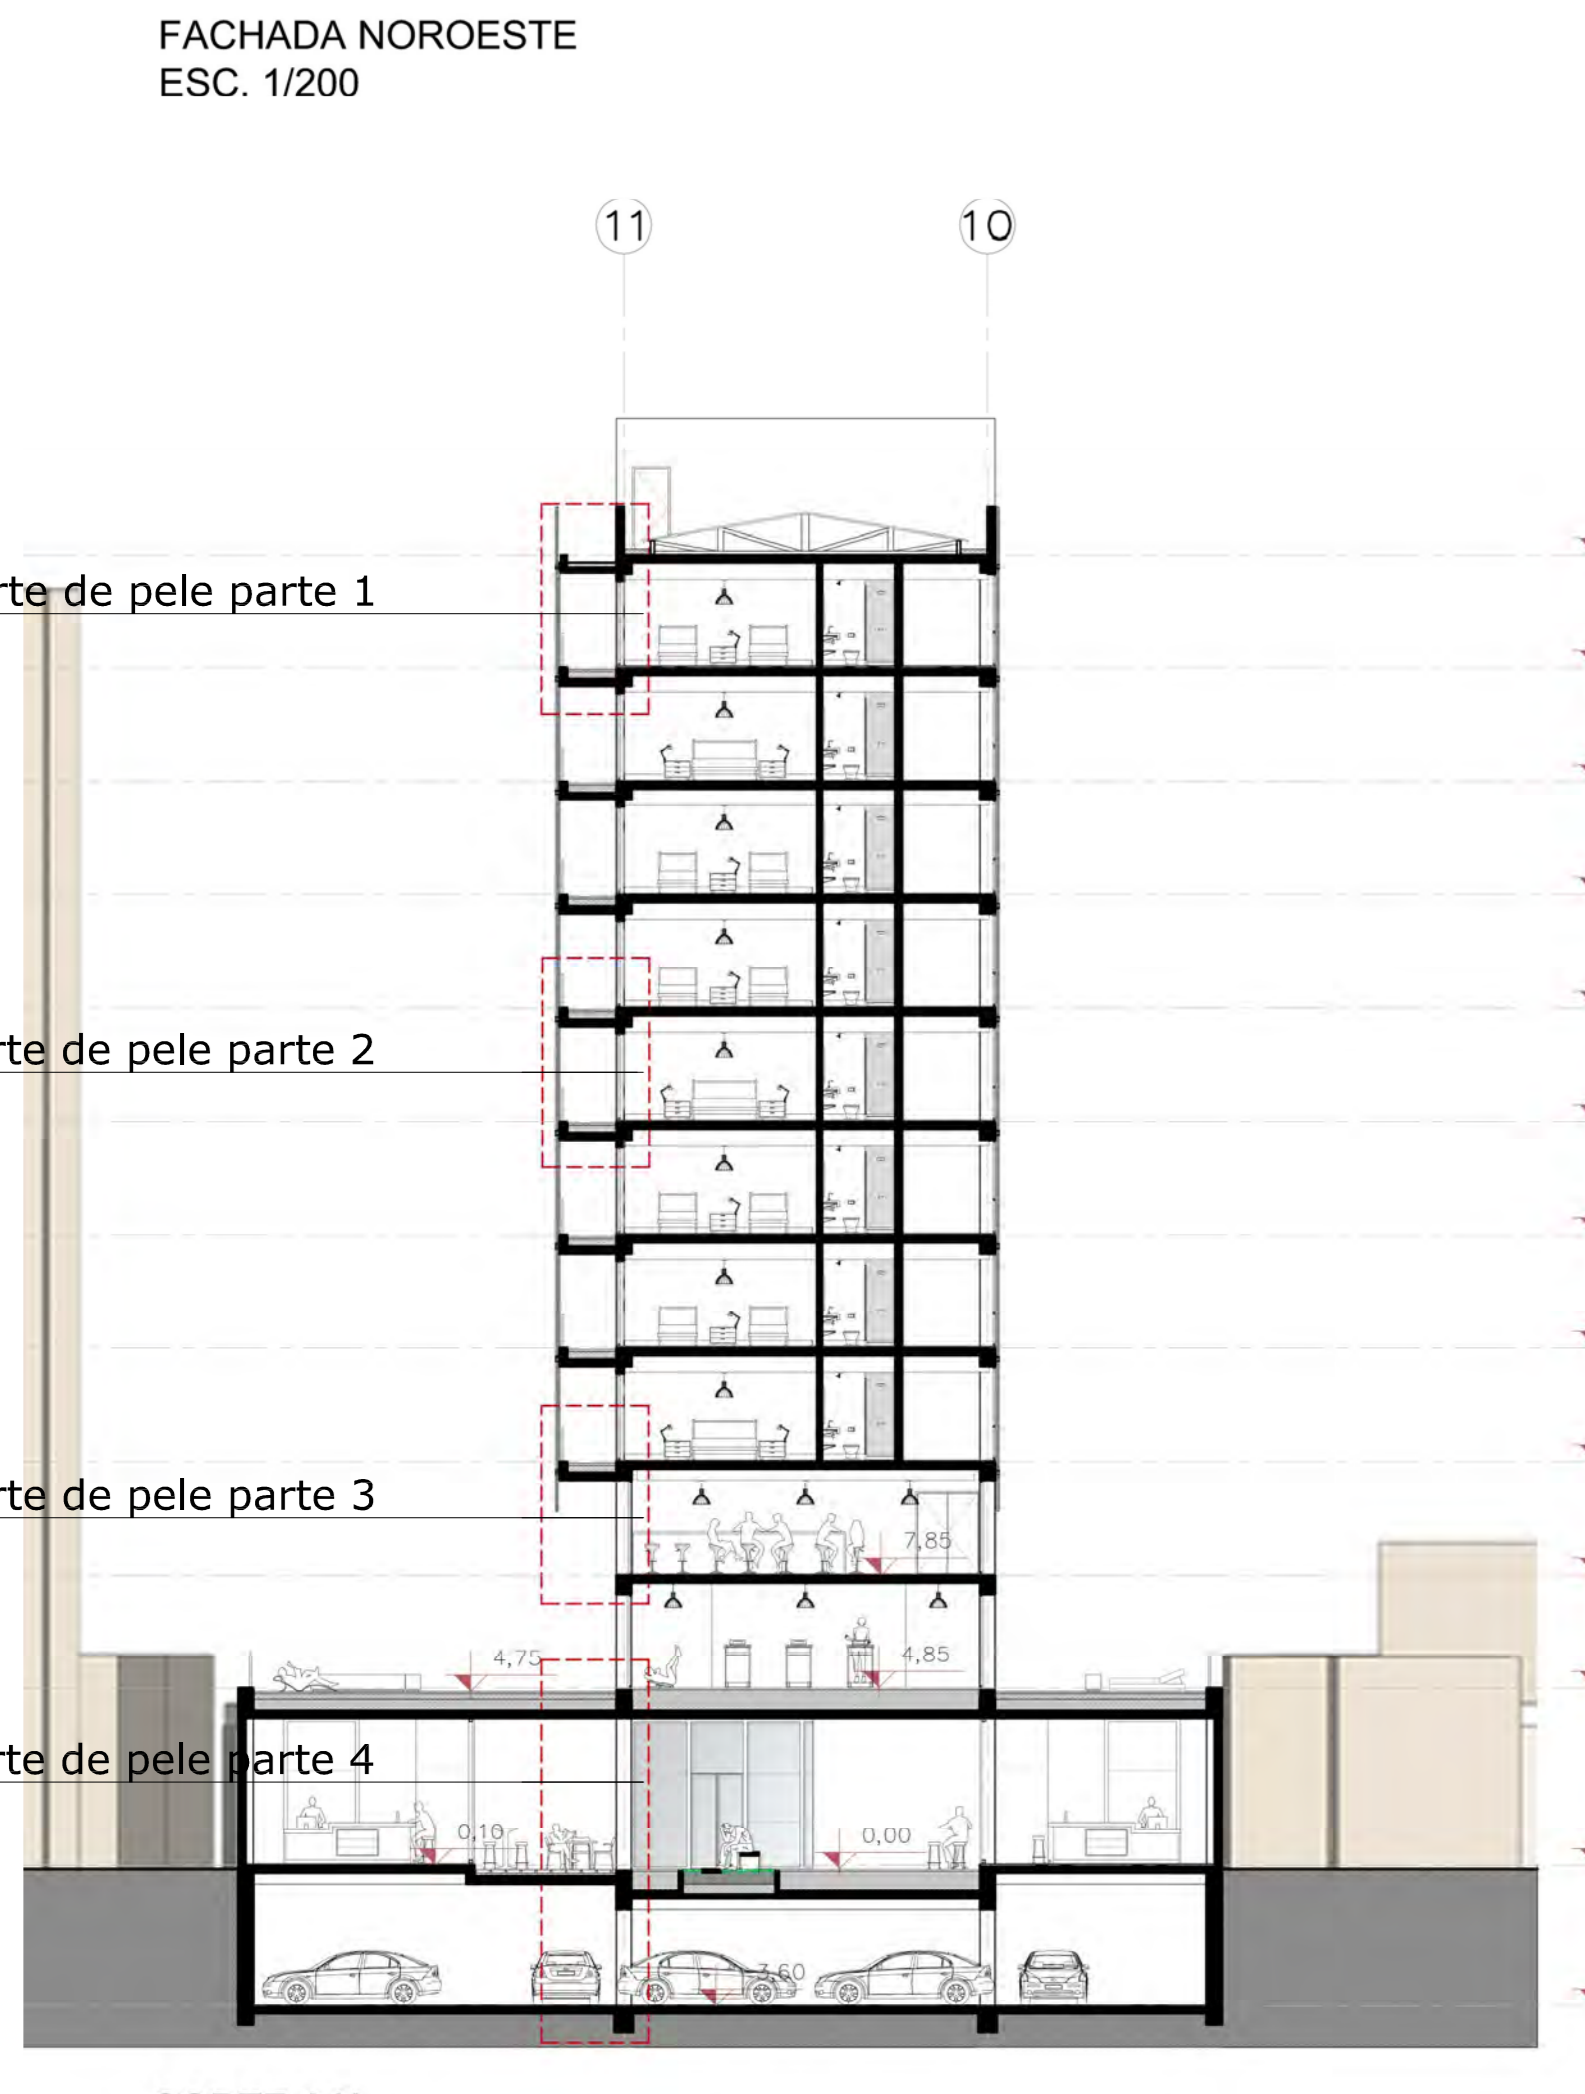 FACHADA NOROESTE
ESC. 1/200
11
10
rte de pele parte 1
rte de pele parte 2
rte de pele parte 3
7,85
4,75
4,85
rte de pele parte 4
0,10
0,00
3,60